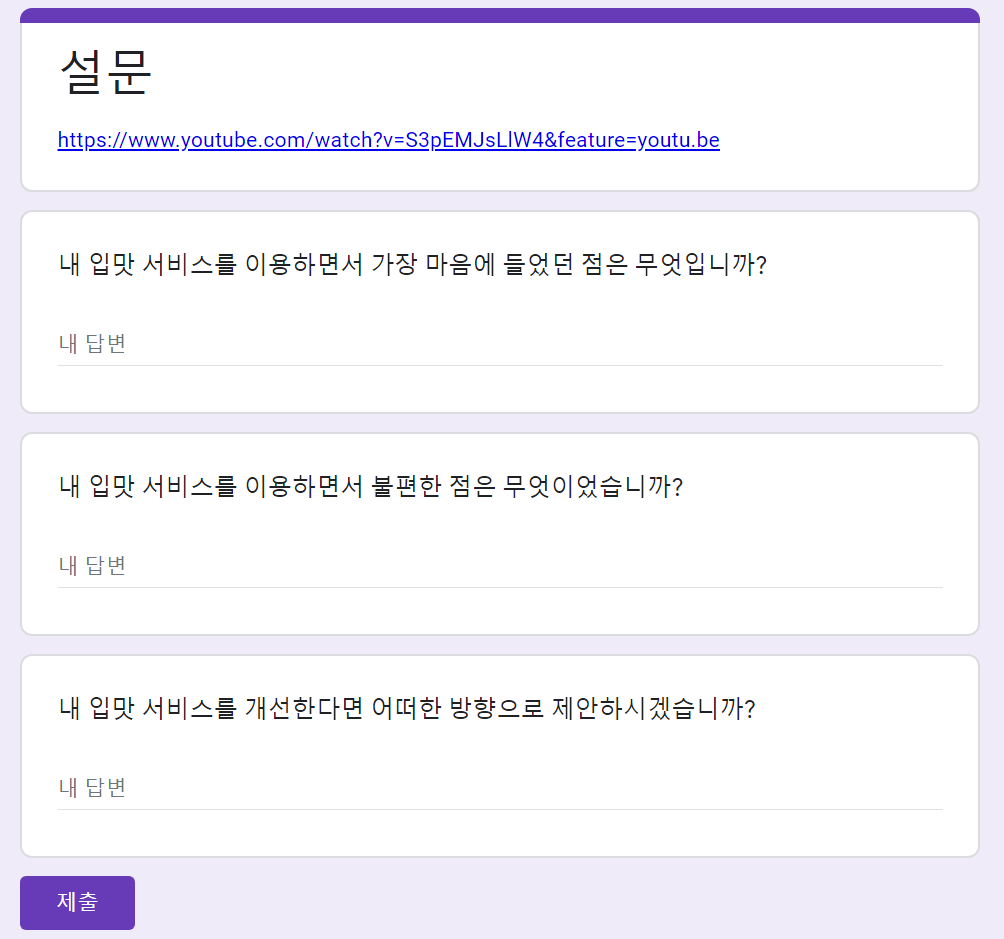 설문
https://www.youtube.com/watch?v=S3pEMJsLlW4&feature=youtu.be
내 입맛 서비스를 이용하면서 가장 마음에 들었던 점은 무엇입니까?
내 답변
내 입맛 서비스를 이용하면서 불편한 점은 무엇이었습니까?
내 답변
내 입맛 서비스를 개선한다면 어떠한 방향으로 제안하시겠습니까?
내 답변
제출